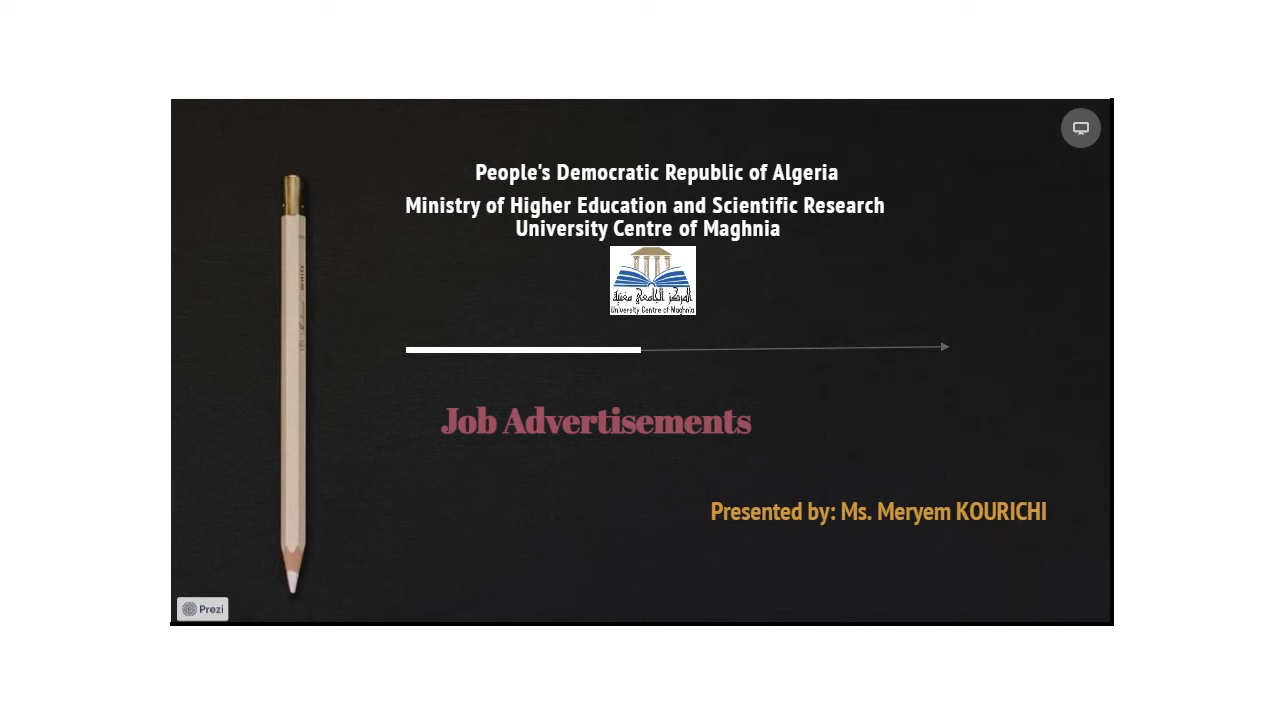 People's Democratic Republic of Algeria
Ministry of Higher Education and Scientific Research
University Centre of Maghnia
المركز الجامعي مغنية
University Centre of Maghnia
Job Advertisements
Presented by: Ms. Meryem KOURICHI
WHITE
Prezi